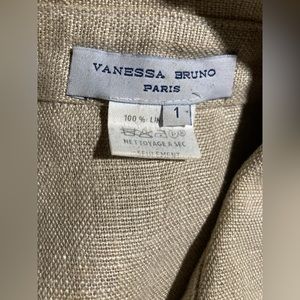 VANESSA BRUNO
PARIS
1
100 % LIN
NETTOYAGE A SEC
SEULEMENT